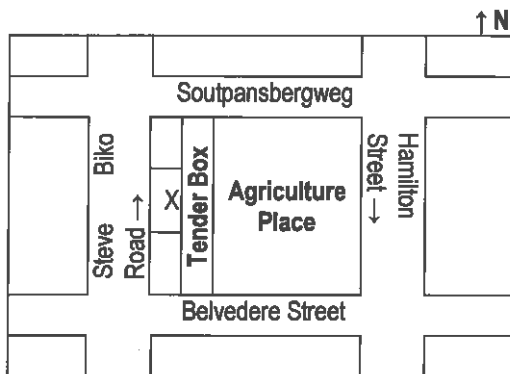 ↑ N
Soutpansbergweg
Steve Biko
Road →
X
Tender Box
Agriculture
Place
Hamilton
Street →
Belvedere Street